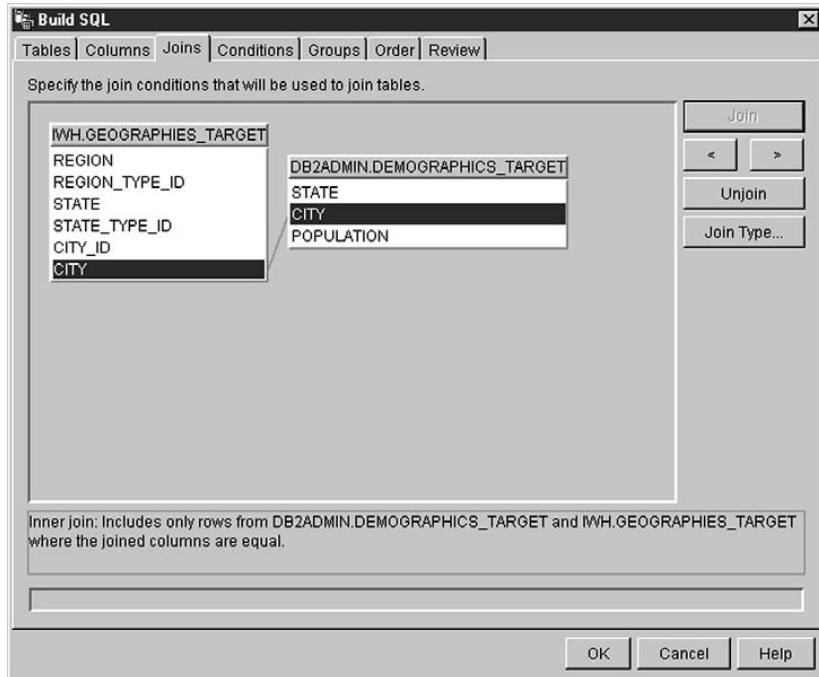 Build SQL
Tables Columns Joins Conditions Groups Order Review
Specify the join conditions that will be used to join tables.
IWH.GEOGRAPHIES_TARGET
REGION
REGION_TYPE_ID
STATE
STATE_TYPE_ID
CITY_ID
CITY
DB2ADMIN.DEMOGRAPHICS_TARGET
STATE
CITY
POPULATION
Join
< >
Unjoin
Join Type...
Inner join: Includes only rows from DB2ADMIN.DEMOGRAPHICS_TARGET and IWH.GEOGRAPHIES_TARGET
where the joined columns are equal.
OK Cancel Help